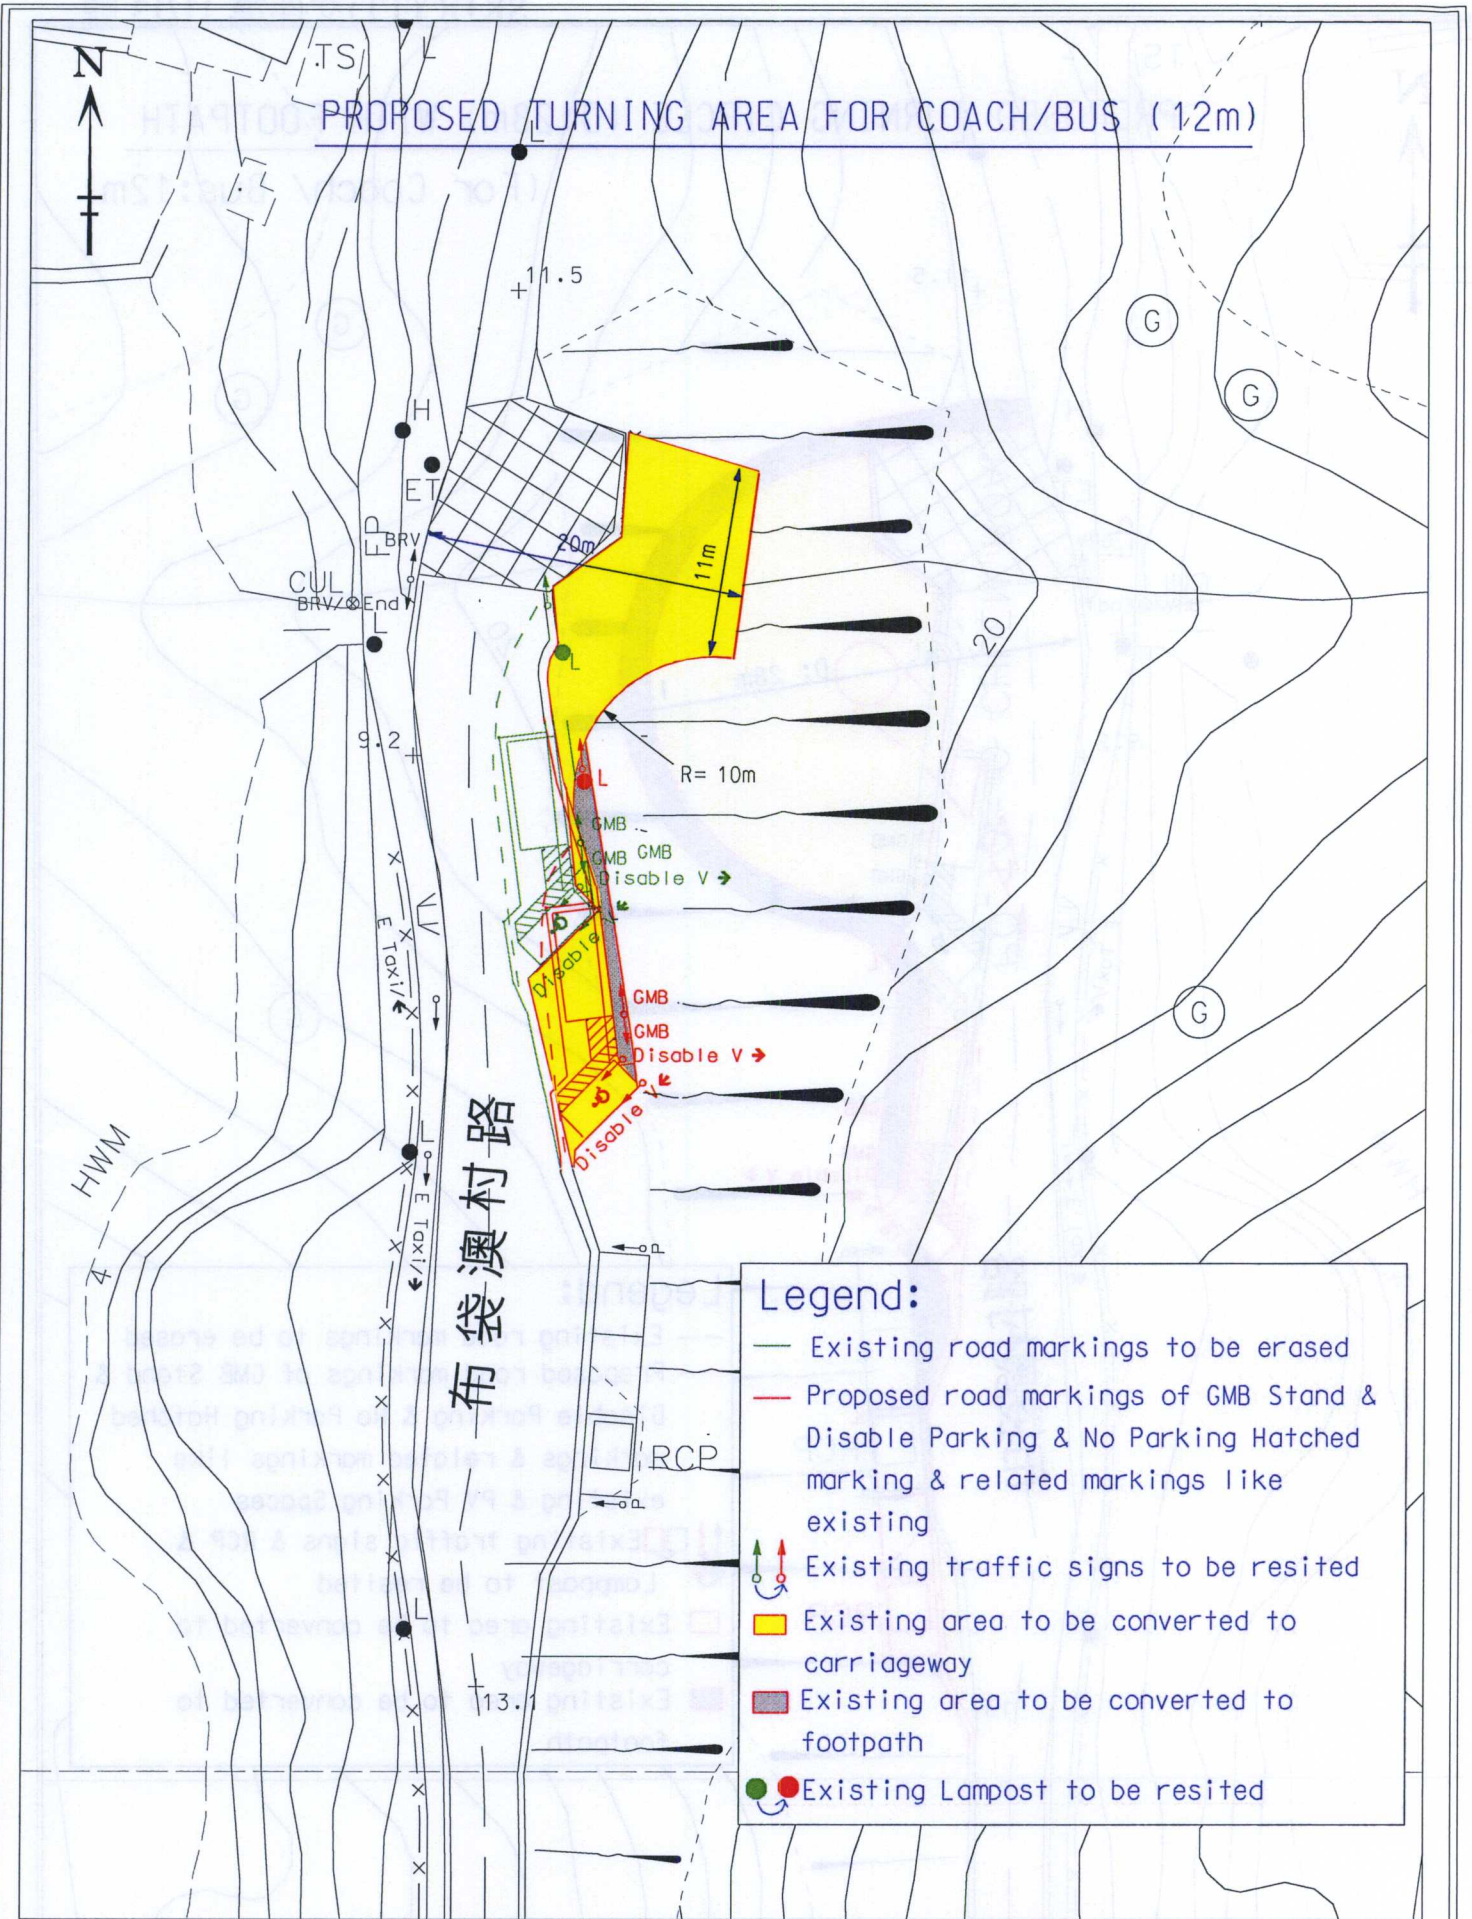 N
.TS
L
PROPOSED TURNING AREA FOR COACH/BUS (12m)
L
11.5
G
G
H
ET
FP
BRV
20m
11m
CUL
BRV/End
L
L
20
9.2
R= 10m
L
GMB
GMB GMB
Disable V
Disable
E Taxi/
GMB
GMB
Disable V
Disable V
G
HWM
L
E Taxi/
4
布袋澳村路
P
RCP
P
L
Legend:
Existing road markings to be erased
Proposed road markings of GMB Stand &
Disable Parking & No Parking Hatched
marking & related markings like
existing
Existing traffic signs to be resited
Existing area to be converted to
carriageway
Existing area to be converted to
footpath
Existing Lampost to be resited